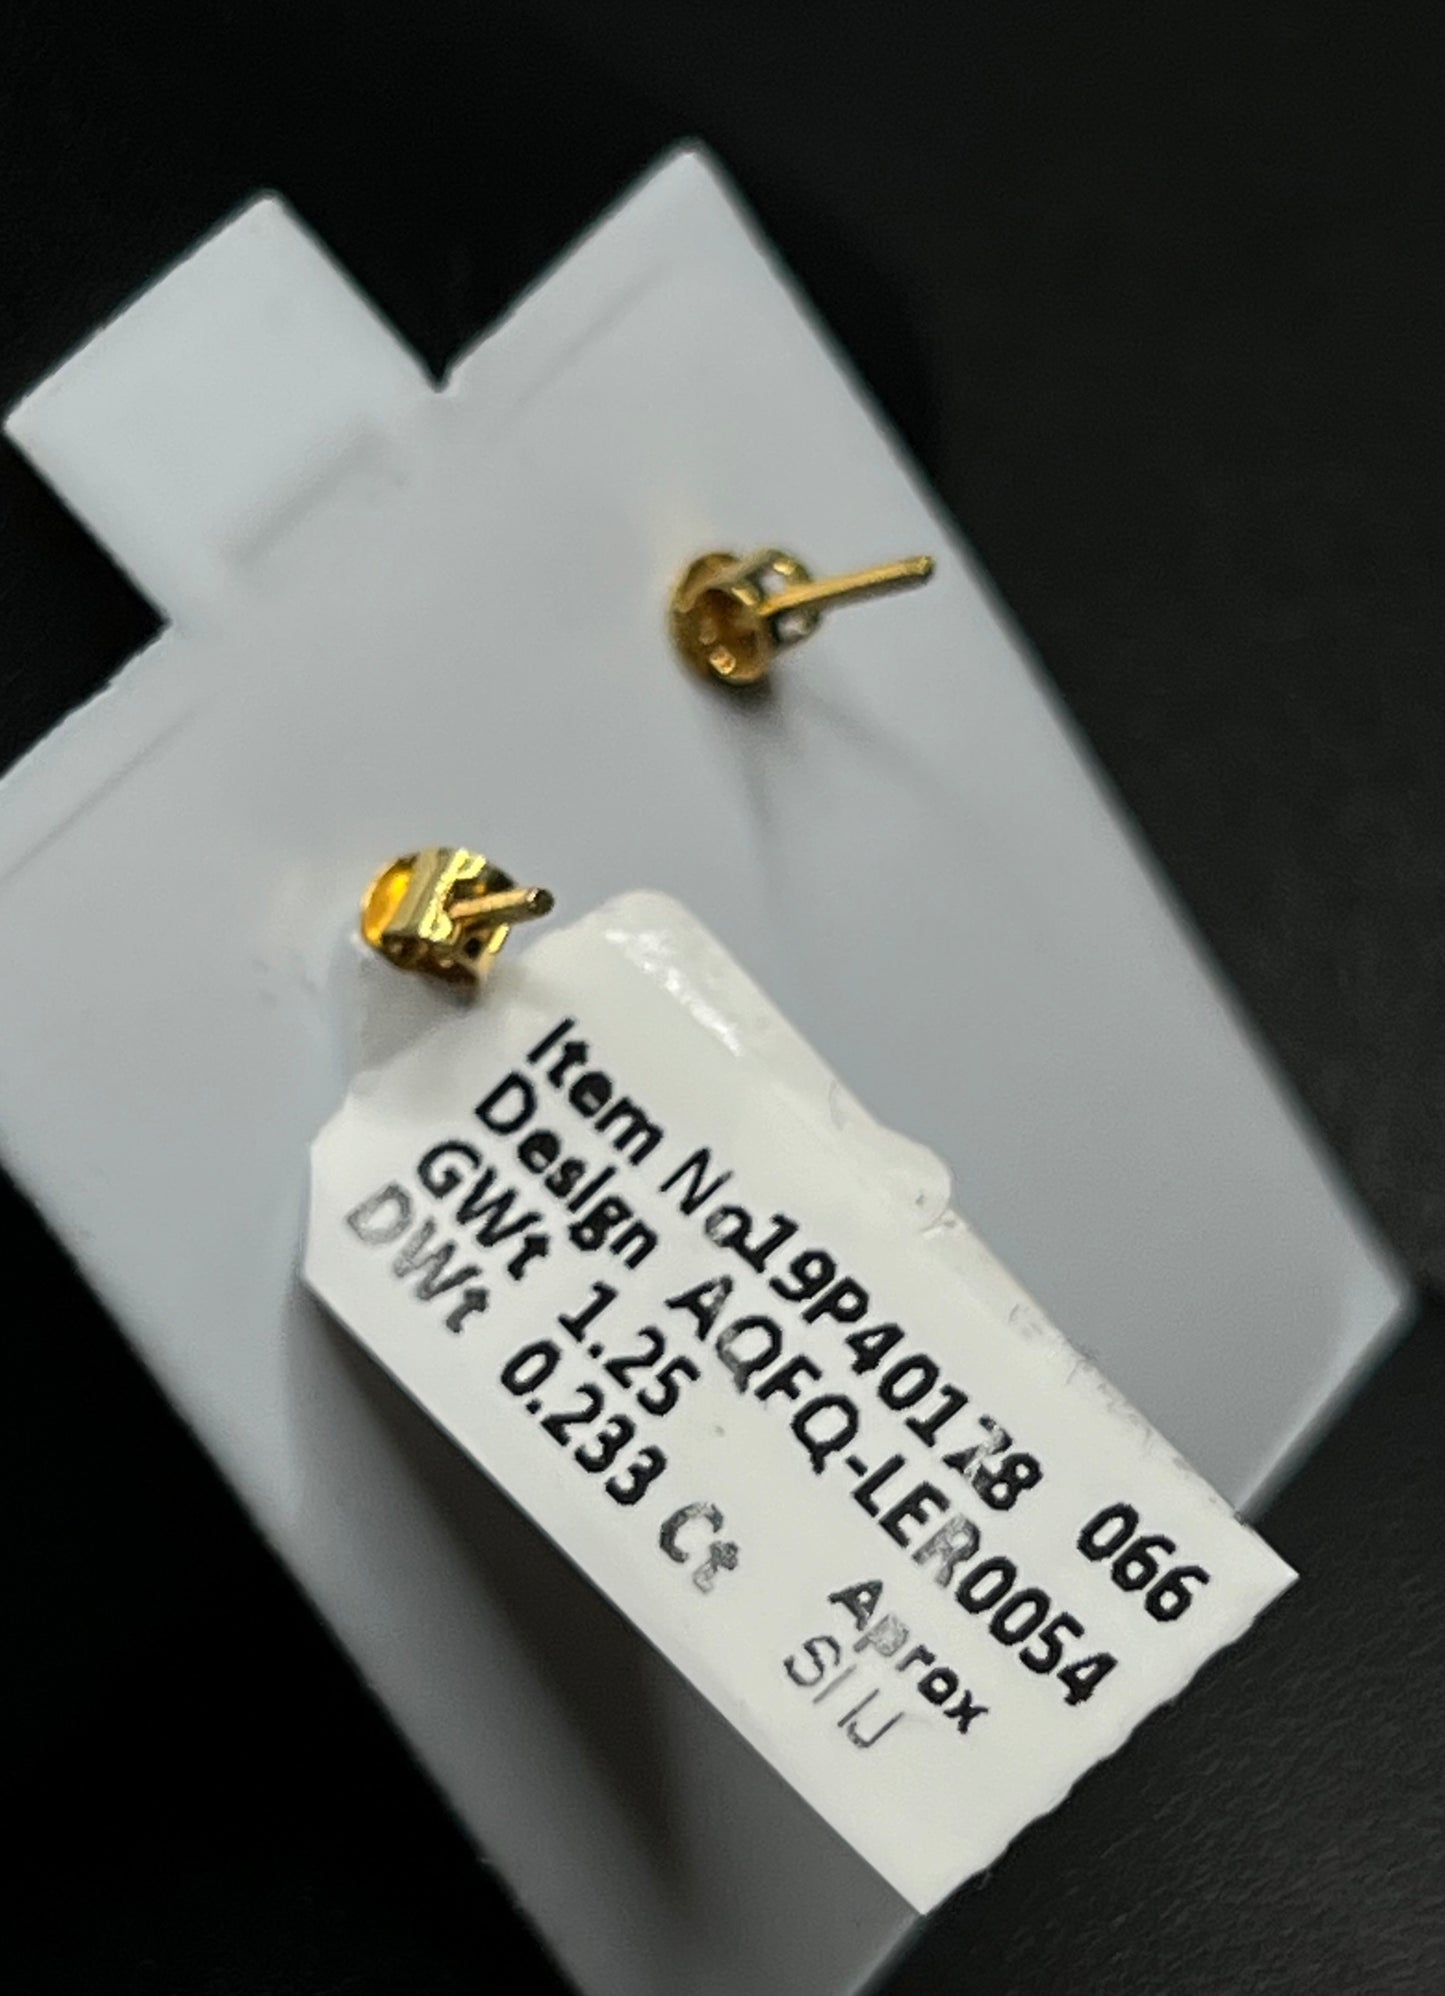 Item No19P40128 066
Design AQFQ-LER0054
GWt 1.25 Aprox
DWt 0.233 Ct SI IJ